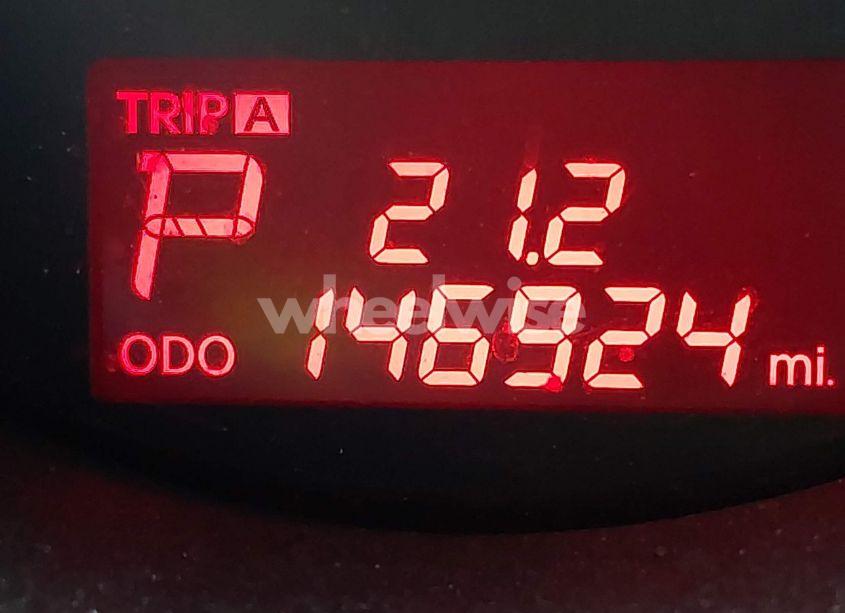 TRIP A
P 21.2
wheelwise
ODO 146924 mi.